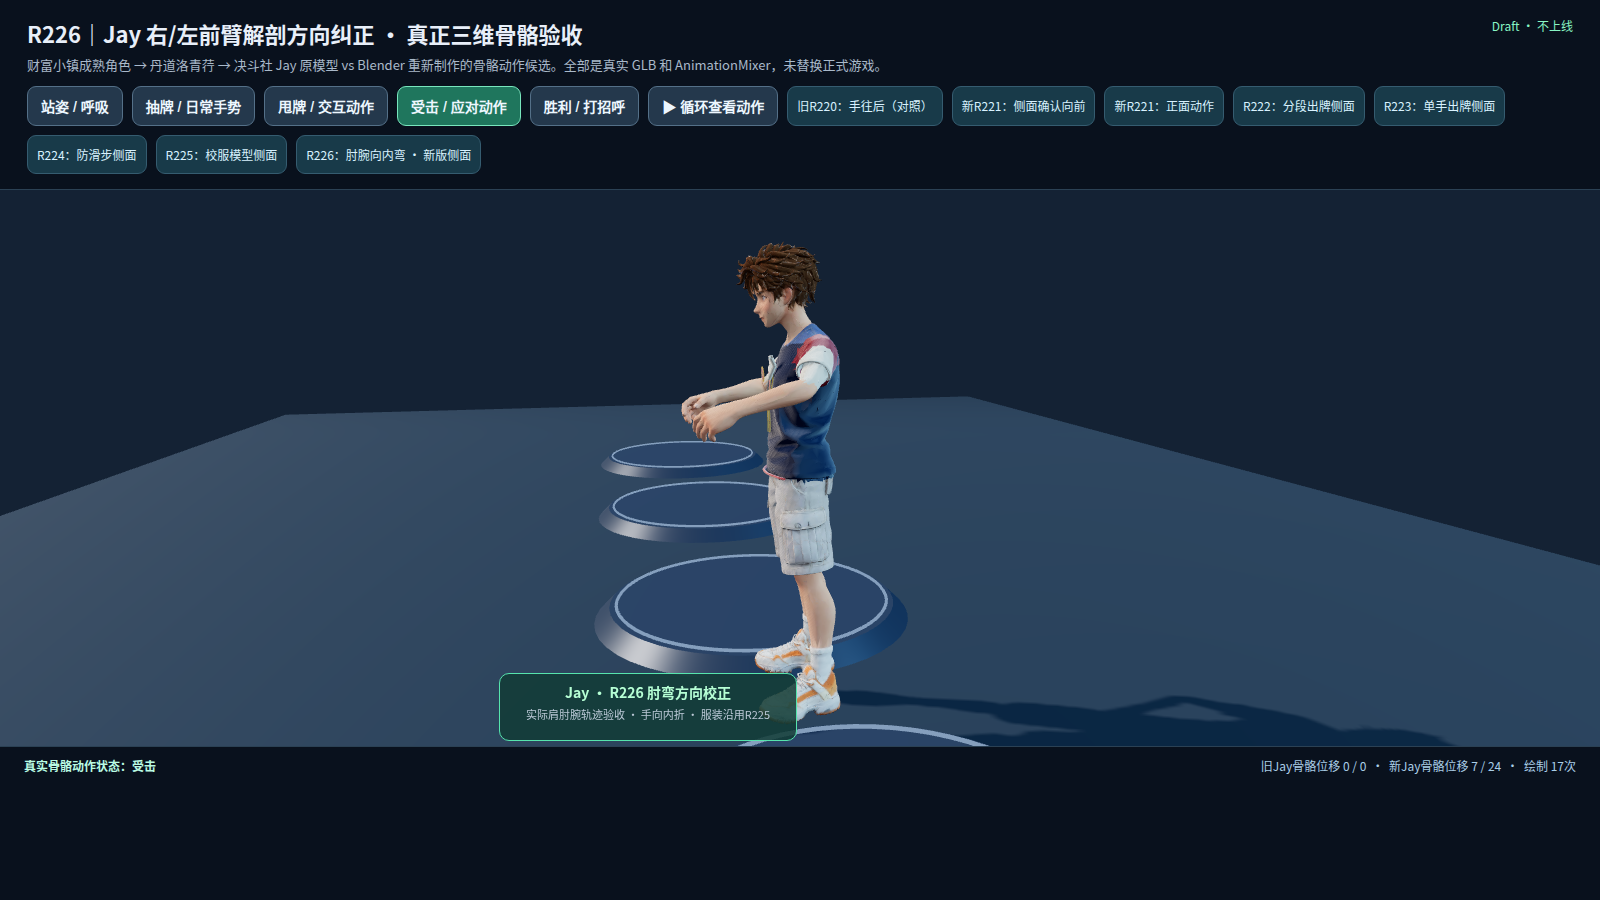 R226｜Jay 右/左前臂解剖方向纠正 · 真正三维骨骼验收
Draft · 不上线
财富小镇成熟角色 → 丹道洛青荇 → 决斗社 Jay 原模型 vs Blender 重新制作的骨骼动作候选。全部是真实 GLB 和 AnimationMixer，未替换正式游戏。
站姿 / 呼吸
抽牌 / 日常手势
甩牌 / 交互动作
受击 / 应对动作
胜利 / 打招呼
▶ 循环查看动作
旧R220：手往后（对照）
新R221：侧面确认向前
新R221：正面动作
R222：分段出牌侧面
R223：单手出牌侧面
R224：防滑步侧面
R225：校服模型侧面
R226：肘腕向内弯 · 新版侧面
Jay · R226 肘弯方向校正
实际肩肘腕轨迹验收 · 手向内折 · 服装沿用R225
真实骨骼动作状态：受击
旧Jay骨骼位移 0 / 0 · 新Jay骨骼位移 7 / 24 · 绘制 17次